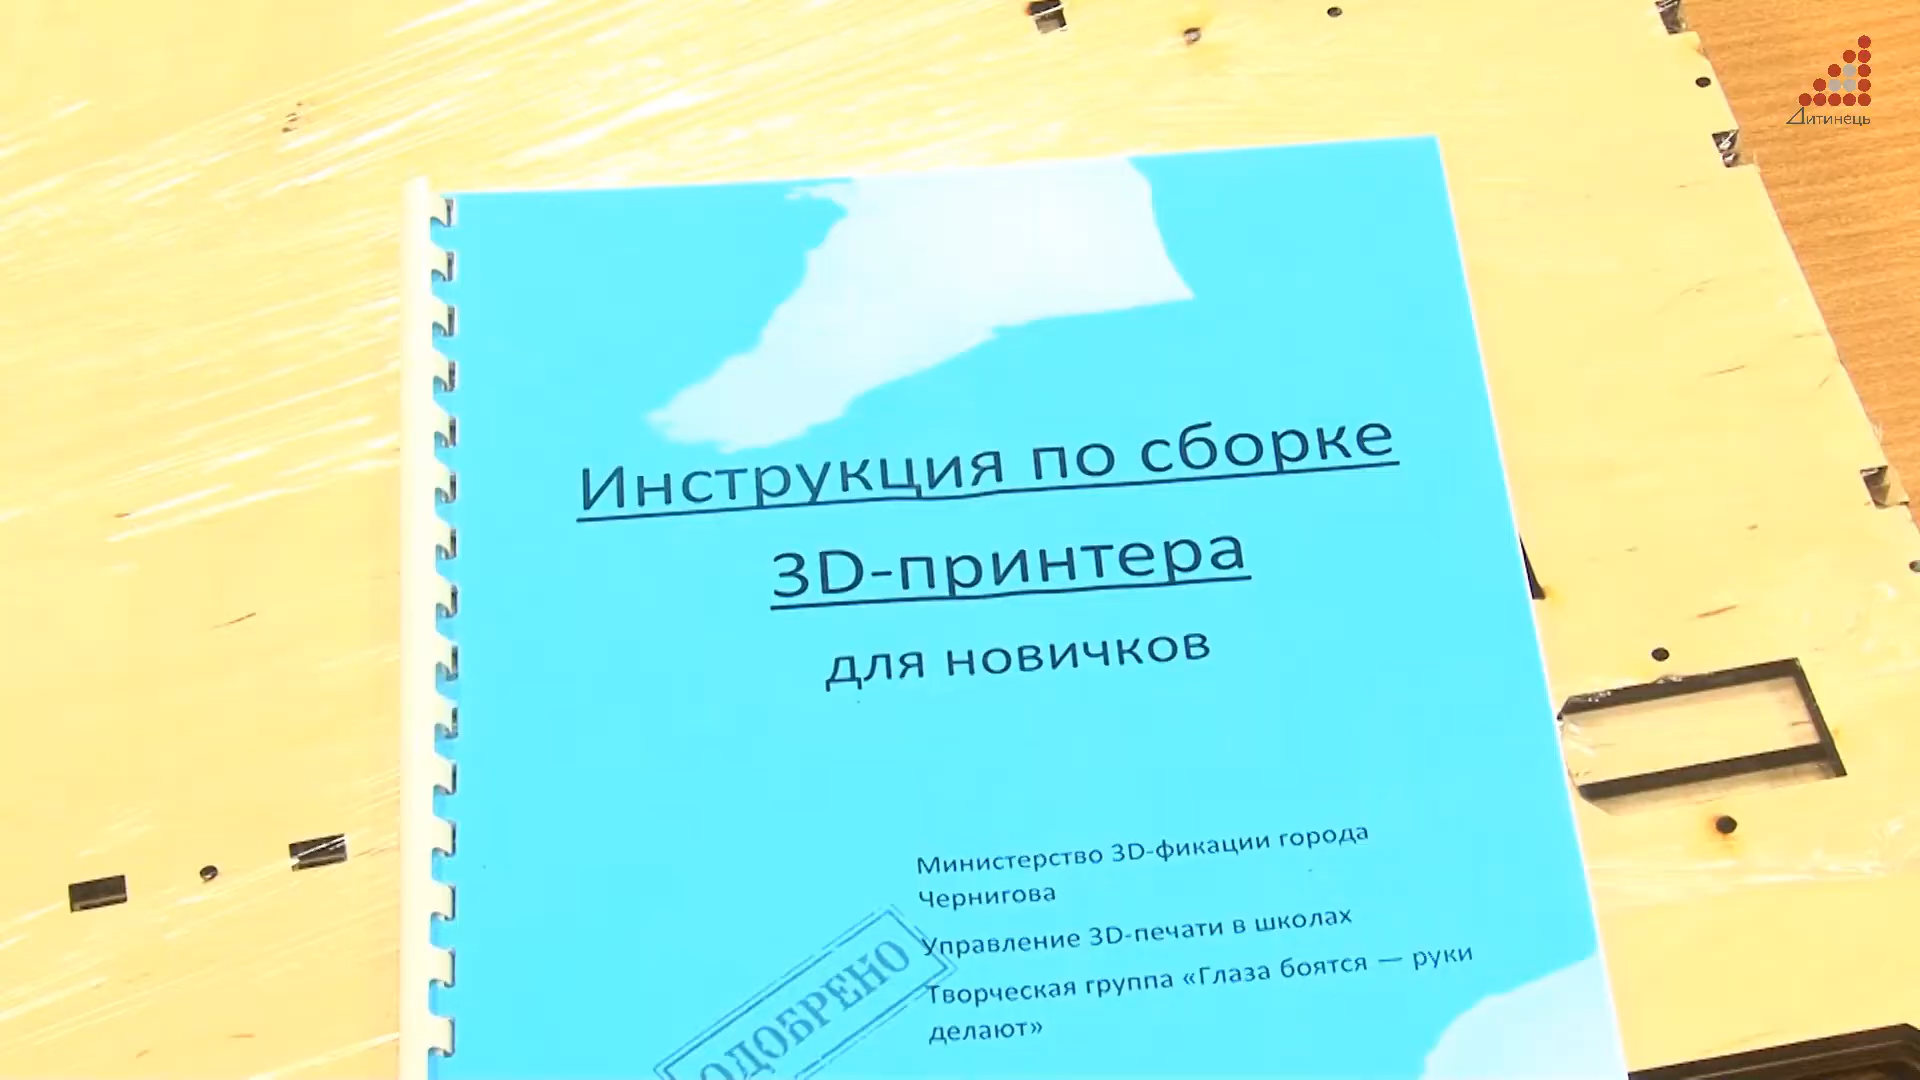 Дитинець
Инструкция по сборке
3D-принтера
для новичков
Министерство 3D-фикации города
Чернигова
Управление 3D-печати в школах
Творческая группа «Глаза боятся — руки
делают»
ОДОБРЕНО